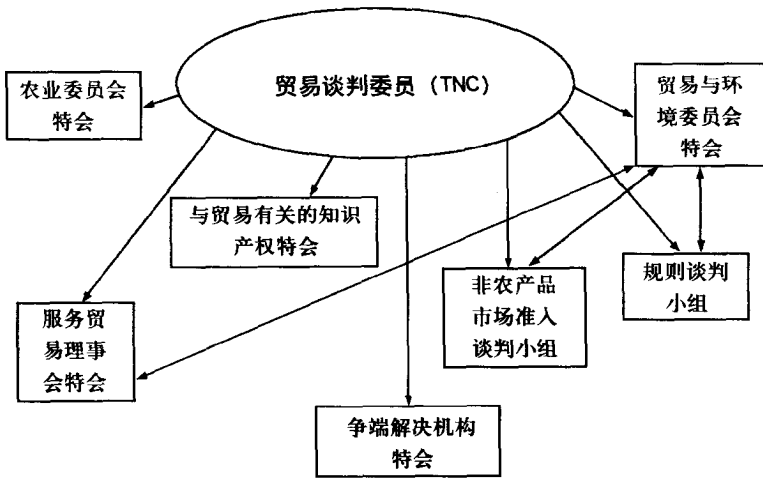 贸易谈判委员（TNC）
农业委员会
特会
贸易与环
境委员会
特会
与贸易有关的知识
产权特会
服务贸
易理事
会特会
非农产品
市场准入
谈判小组
规则谈判
小组
争端解决机构
特会